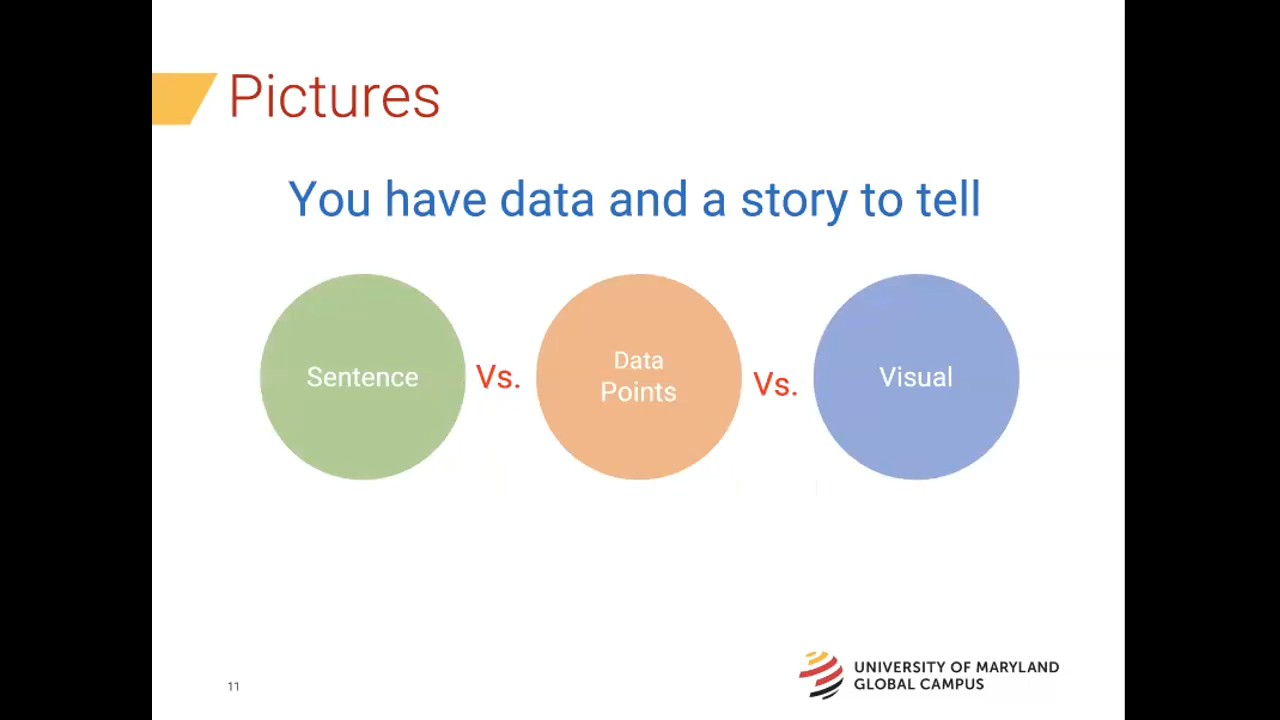 Pictures
You have data and a story to tell
Sentence
Vs.
Data
Points
Vs.
Visual
11
UNIVERSITY OF MARYLAND
GLOBAL CAMPUS